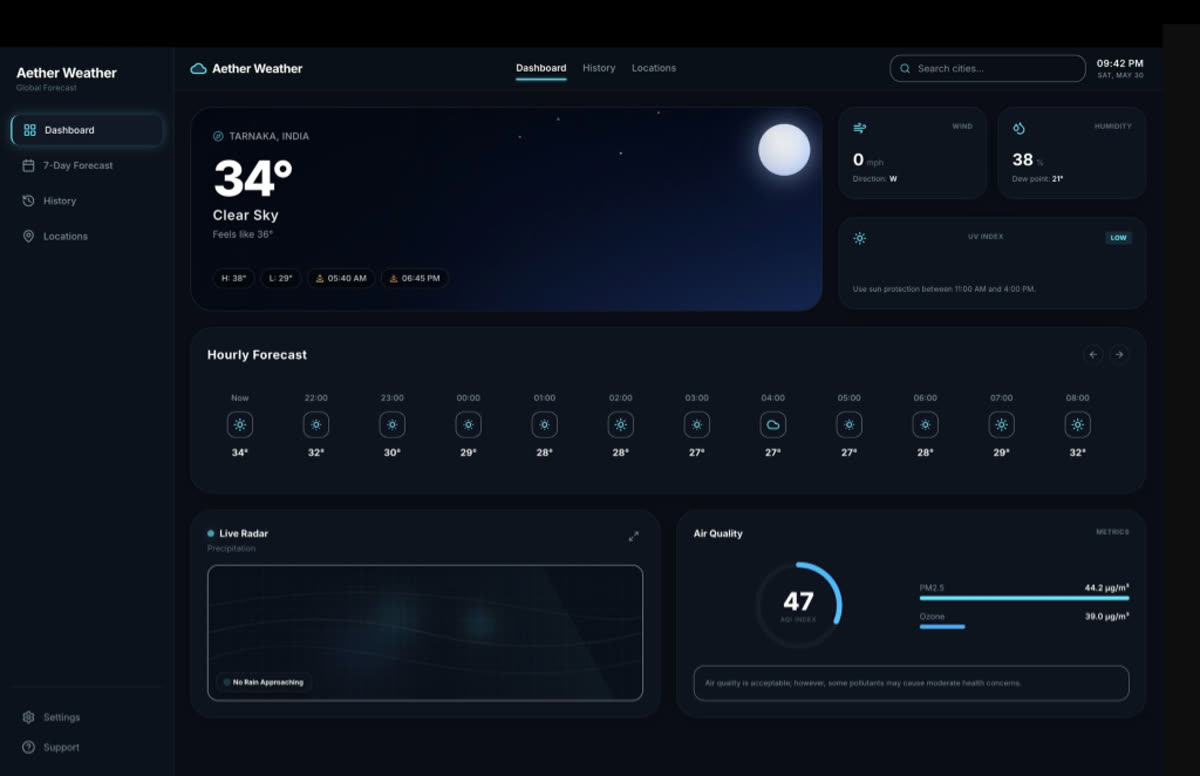 Aether Weather
Global Forecast
Dashboard
7-Day Forecast
History
Locations
Settings
Support
Aether Weather
Dashboard
History
Locations
Search cities...
09:42 PM
SAT, MAY 30
TARNAKA, INDIA
34°
Clear Sky
Feels like 36°
H: 38°
L: 29°
05:40 AM
06:45 PM
WIND
0 mph
Direction: W
HUMIDITY
38 %
Dew point: 21°
UV INDEX
LOW
Use sun protection between 11:00 AM and 4:00 PM.
Hourly Forecast
Now 22:00 23:00 00:00 01:00 02:00 03:00 04:00 05:00 06:00 07:00 08:00
34° 32° 30° 29° 28° 28° 27° 27° 27° 28° 29° 32°
Live Radar
Precipitation
No Rain Approaching
Air Quality
METRICS
47
AQI INDEX
PM2.5 44.2 µg/m³
Ozone 39.0 µg/m³
Air quality is acceptable; however, some pollutants may cause moderate health concerns.